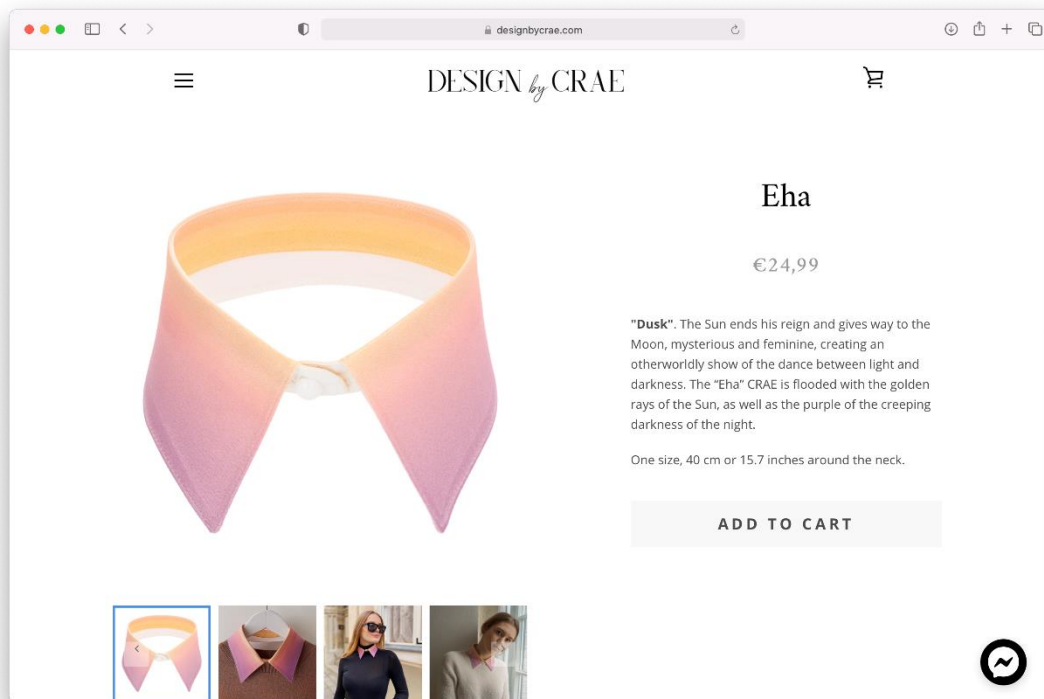 designbycrae.com
DESIGN by CRAE
Eha
€24,99
"Dusk". The Sun ends his reign and gives way to the
Moon, mysterious and feminine, creating an
otherworldly show of the dance between light and
darkness. The “Eha” CRAE is flooded with the golden
rays of the Sun, as well as the purple of the creeping
darkness of the night.
One size, 40 cm or 15.7 inches around the neck.
ADD TO CART